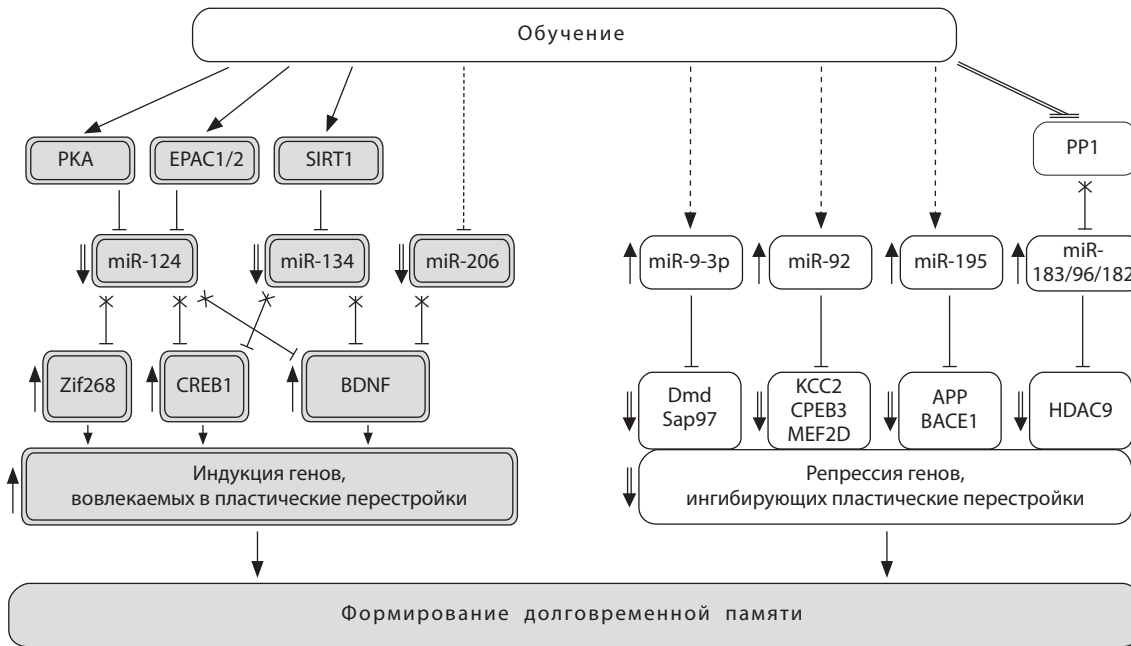 Обучение
PKA
EPAC1/2
SIRT1
PP1
miR-124
miR-134
miR-206
miR-9-3p
miR-92
miR-195
miR-
183/96/182
Zif268
CREB1
BDNF
Dmd
Sap97
KCC2
CPEB3
MEF2D
APP
BACE1
HDAC9
Индукция генов,
вовлекаемых в пластические перестройки
Репрессия генов,
ингибирующих пластические перестройки
Формирование долговременной памяти